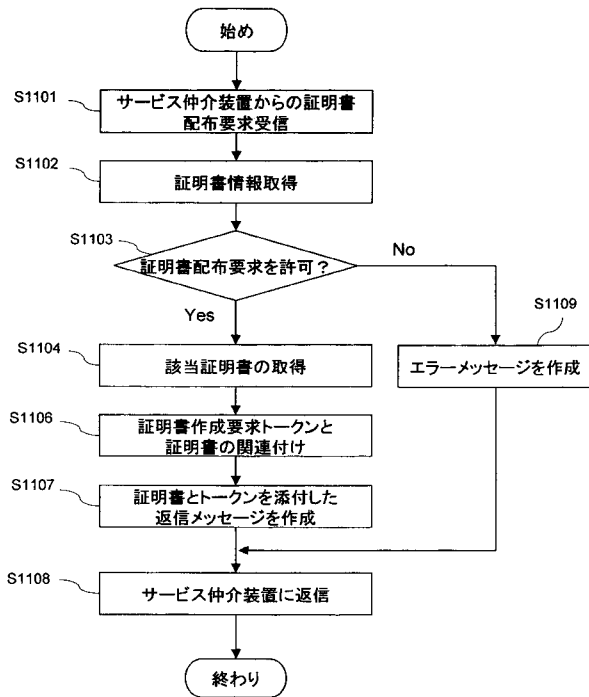 始め
S1101
サービス仲介装置からの証明書
配布要求受信
S1102
証明書情報取得
S1103
証明書配布要求を許可？
No
Yes
S1104
該当証明書の取得
S1109
エラーメッセージを作成
S1106
証明書作成要求トークンと
証明書の関連付け
S1107
証明書とトークンを添付した
返信メッセージを作成
S1108
サービス仲介装置に返信
終わり